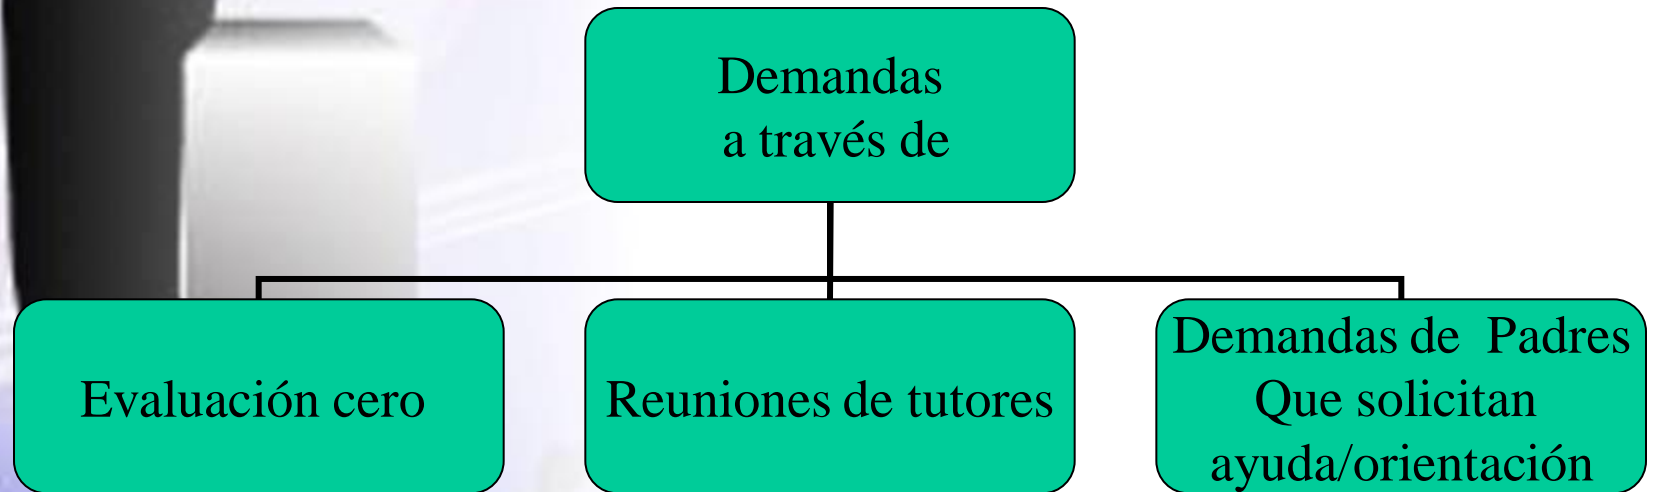 Demandas
a través de
Evaluación cero
Reuniones de tutores
Demandas de  Padres
Que solicitan
ayuda/orientación